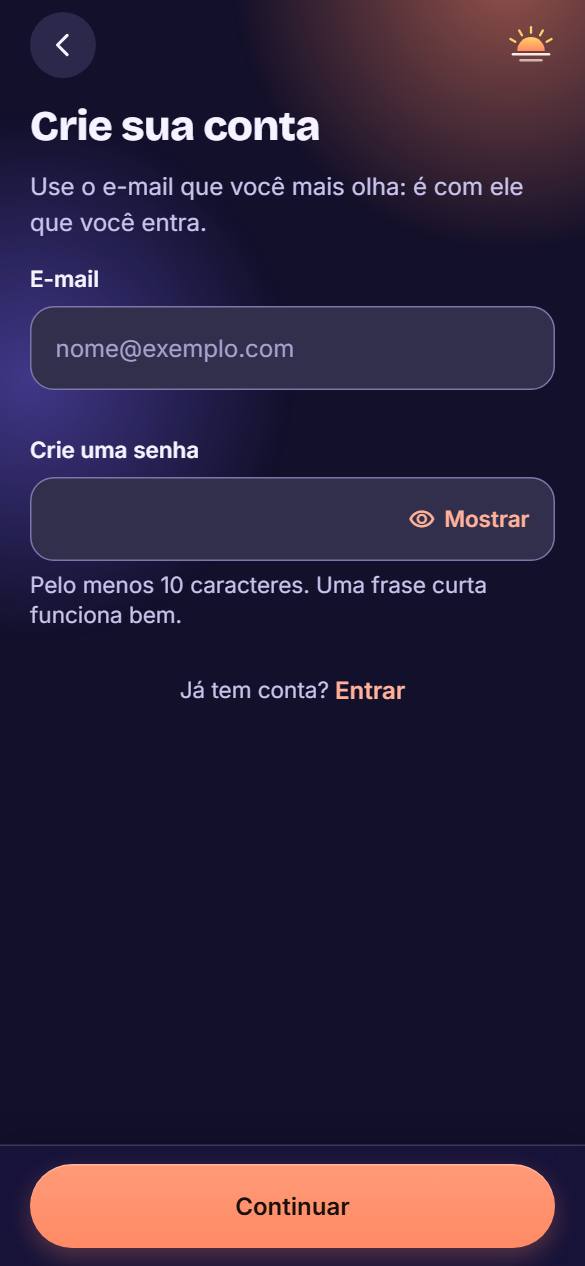 Crie sua conta
Use o e-mail que você mais olha: é com ele
que você entra.
E-mail
nome@exemplo.com
Crie uma senha
Mostrar
Pelo menos 10 caracteres. Uma frase curta
funciona bem.
Já tem conta? Entrar
Continuar